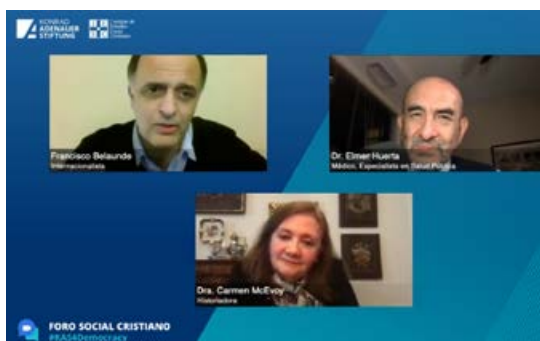 KONRAD
ADENAUER
STIFTUNG
Francisco Belaunde
Internacionalista
Dr. Elmer Huerta
Médico, Especialista en Salud Pública
Dra. Carmen McEvoy
Historiadora
FORO SOCIAL CRISTIANO
#KAS4Democracy